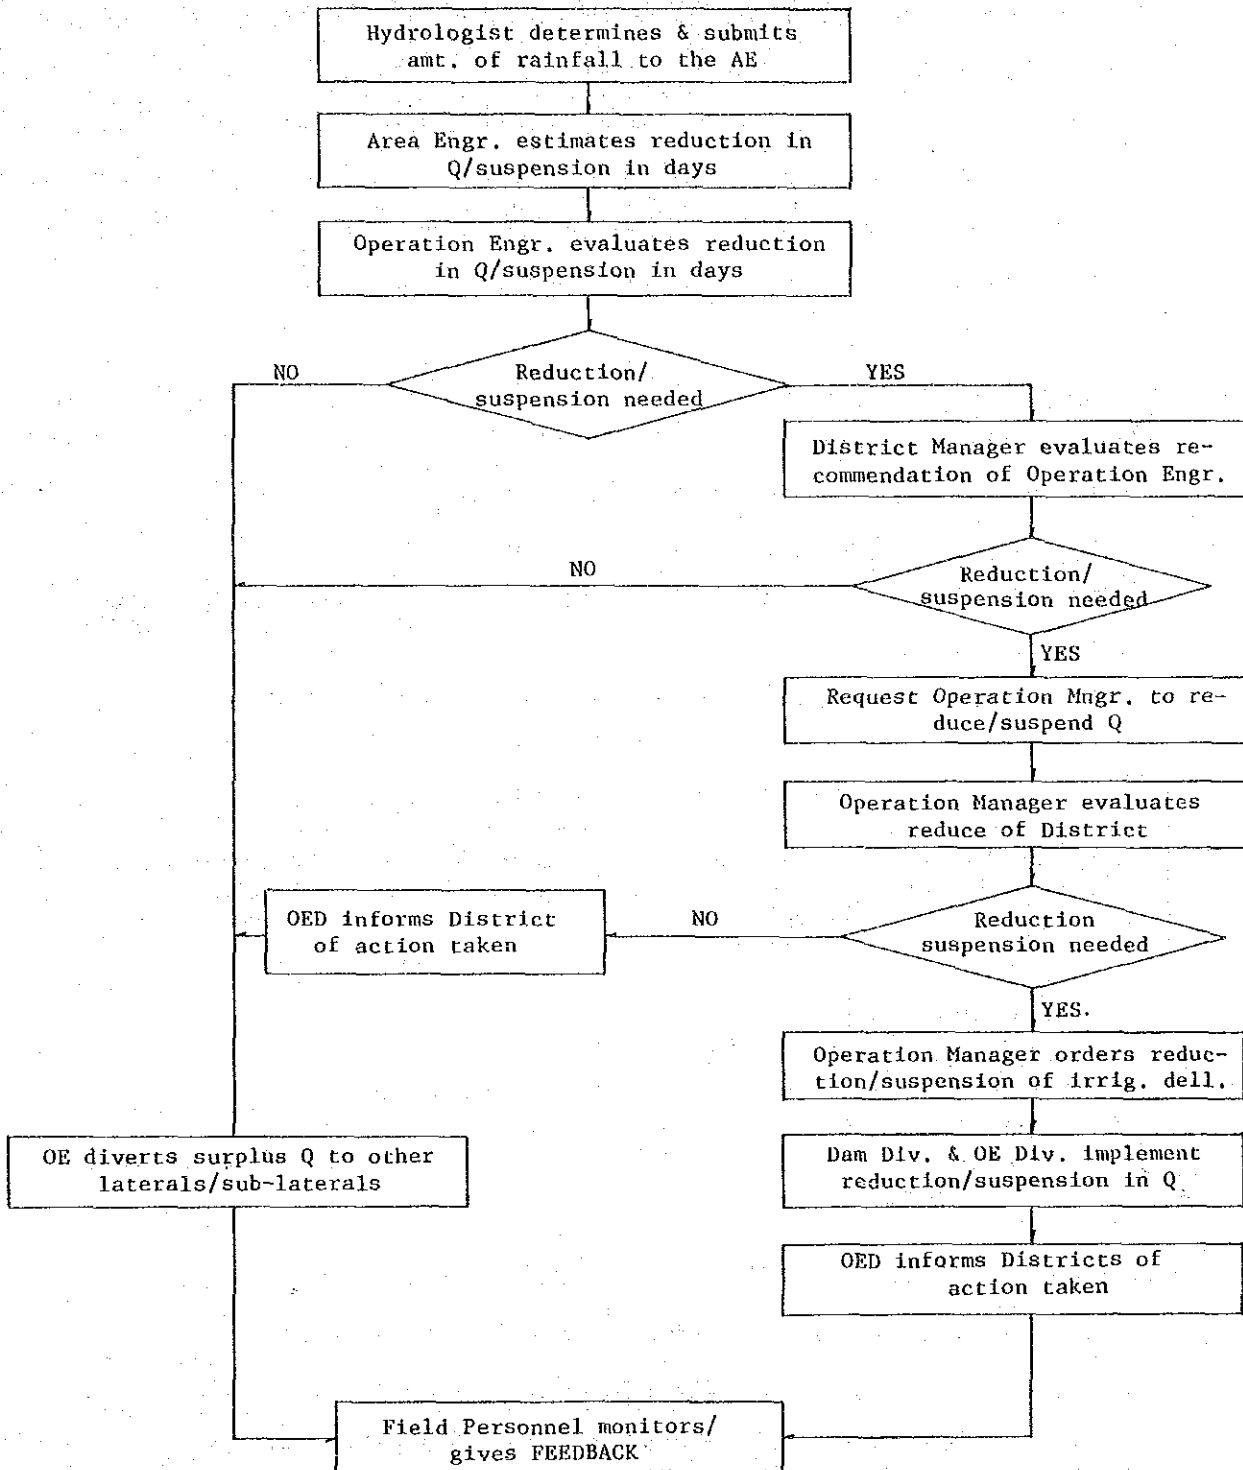 Hydrologist determines & submits
amt. of rainfall to the AE
Area Engr. estimates reduction in
Q/suspension in days
Operation Engr. evaluates reduction
in Q/suspension in days
NO
Reduction/
suspension needed
YES
District Manager evaluates re-
commendation of Operation Engr.
NO
Reduction/
suspension needed
YES
Request Operation Mngr. to re-
duce/suspend Q
Operation Manager evaluates
reduce of District
OED informs District
of action taken
NO
Reduction
suspension needed
YES.
Operation Manager orders reduc-
tion/suspension of irrig. dell.
OE diverts surplus Q to other
laterals/sub-laterals
Dam Div. & OE Div. implement
reduction/suspension in Q
OED informs Districts of
action taken
Field Personnel monitors/
gives FEEDBACK